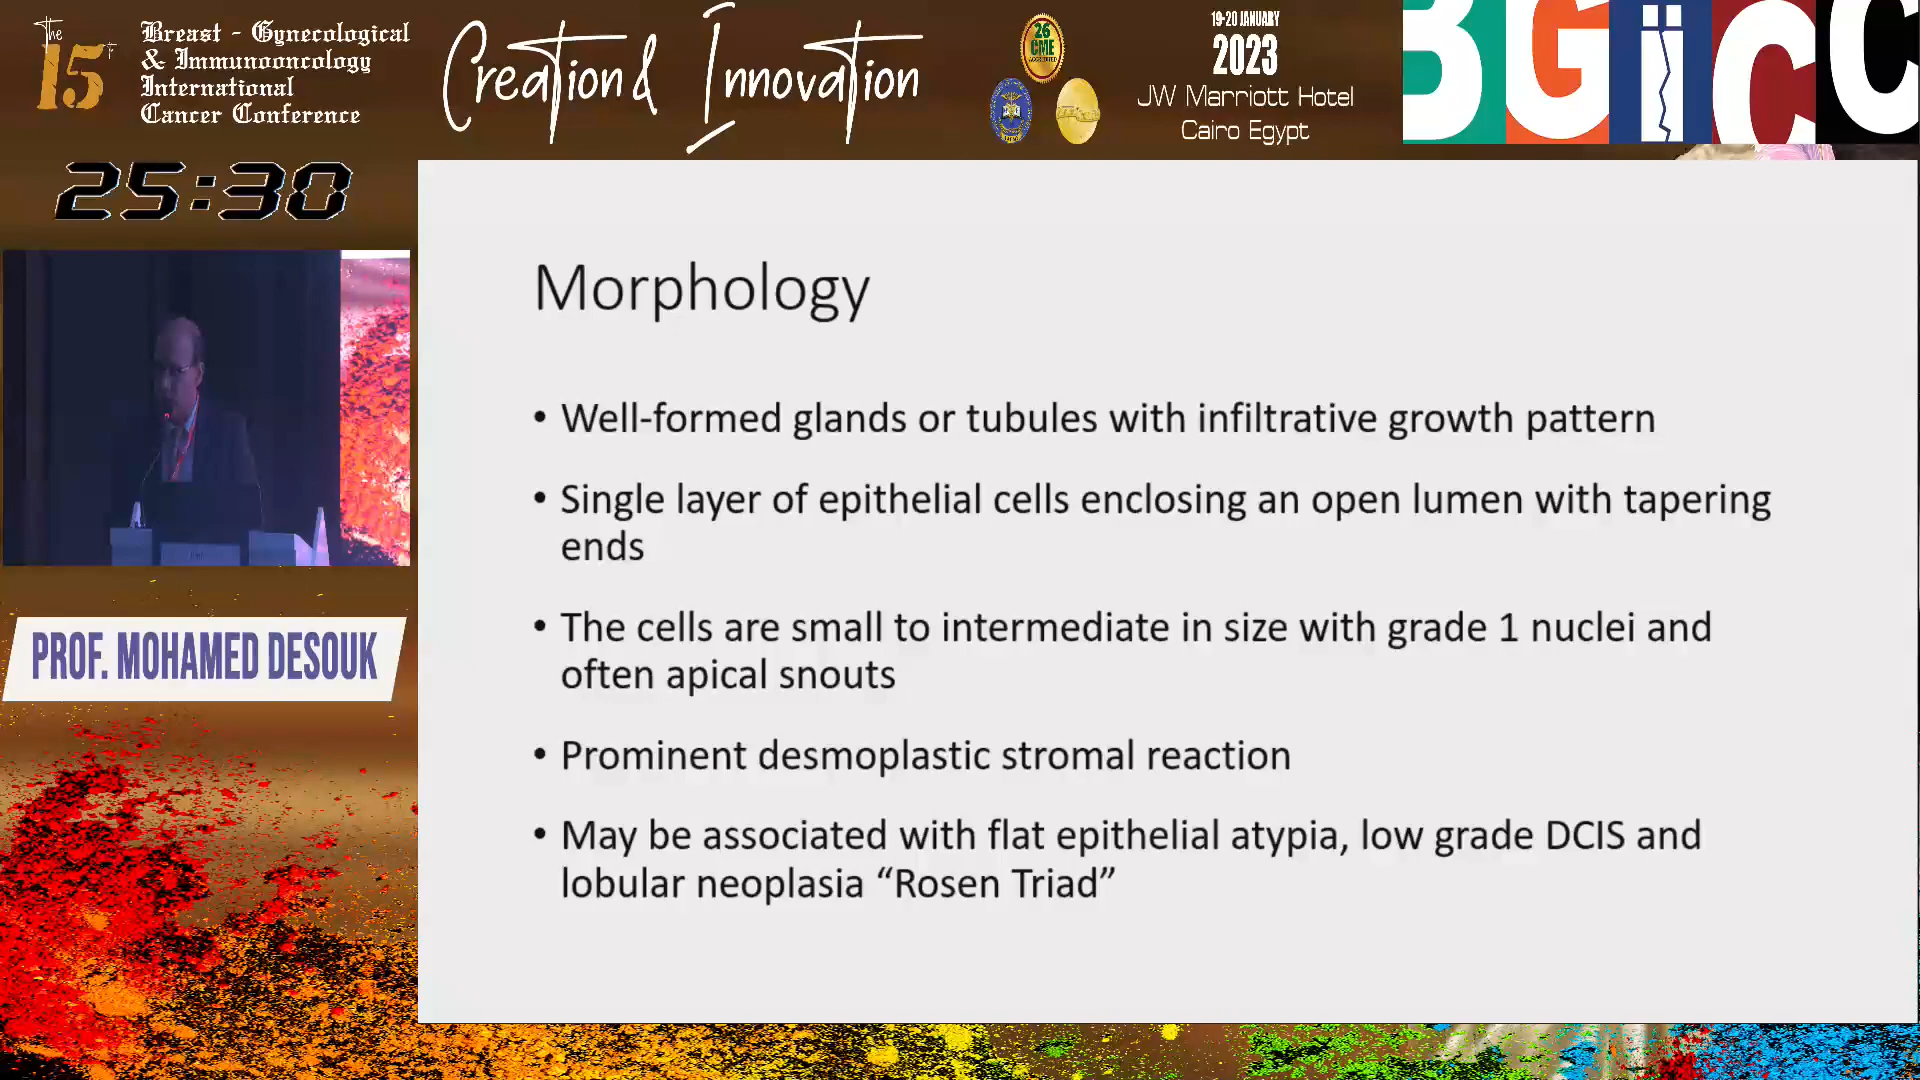 The
15
Breast - Gynecological
& Immunooncology
International
Cancer Conference
Creation & Innovation
26
CME
ACCREDITED
19-20 JANUARY
2023
JW Marriott Hotel
Cairo Egypt
BGiCC
25:30
PROF. MOHAMED DESOUK
Morphology
• Well-formed glands or tubules with infiltrative growth pattern
• Single layer of epithelial cells enclosing an open lumen with tapering
ends
• The cells are small to intermediate in size with grade 1 nuclei and
often apical snouts
• Prominent desmoplastic stromal reaction
• May be associated with flat epithelial atypia, low grade DCIS and
lobular neoplasia “Rosen Triad”